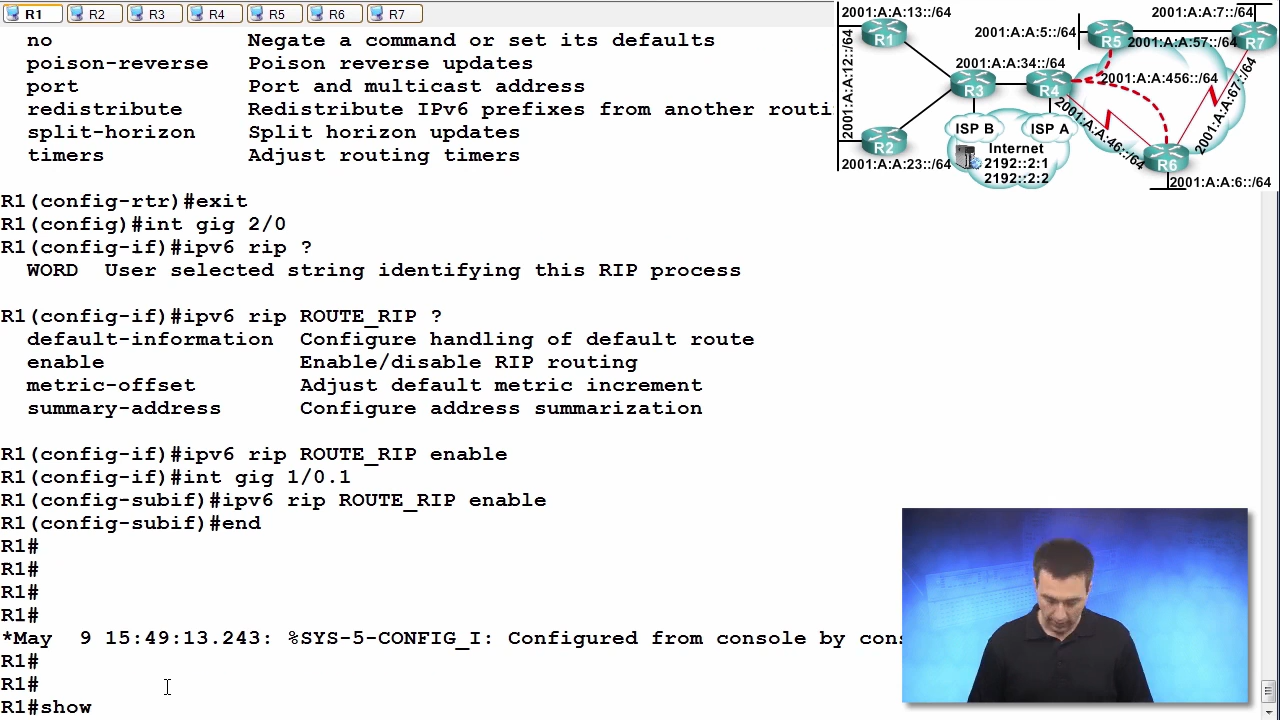 R1 R2 R3 R4 R5 R6 R7
no Negate a command or set its defaults
poison-reverse Poison reverse updates
port Port and multicast address
redistribute Redistribute IPv6 prefixes from another routi
split-horizon Split horizon updates
timers Adjust routing timers
R1(config-rtr)#exit
R1(config)#int gig 2/0
R1(config-if)#ipv6 rip ?
WORD User selected string identifying this RIP process
R1(config-if)#ipv6 rip ROUTE_RIP ?
default-information Configure handling of default route
enable Enable/disable RIP routing
metric-offset Adjust default metric increment
summary-address Configure address summarization
R1(config-if)#ipv6 rip ROUTE_RIP enable
R1(config-if)#int gig 1/0.1
R1(config-subif)#ipv6 rip ROUTE_RIP enable
R1(config-subif)#end
R1#
R1#
R1#
R1#
*May 9 15:49:13.243: %SYS-5-CONFIG_I: Configured from console by cons
R1#
R1#
R1#show
2001:A:A:13::/64
R1
2001:A:A:12::/64
R2
2001:A:A:23::/64
R3
2001:A:A:34::/64
R4
ISP B
ISP A
Internet
2192::2:1
2192::2:2
2001:A:A:5::/64
R5
2001:A:A:57::/64
2001:A:A:7::/64
R7
2001:A:A:456::/64
2001:A:A:46::/64
2001:A:A:67::/64
R6
2001:A:A:6::/64